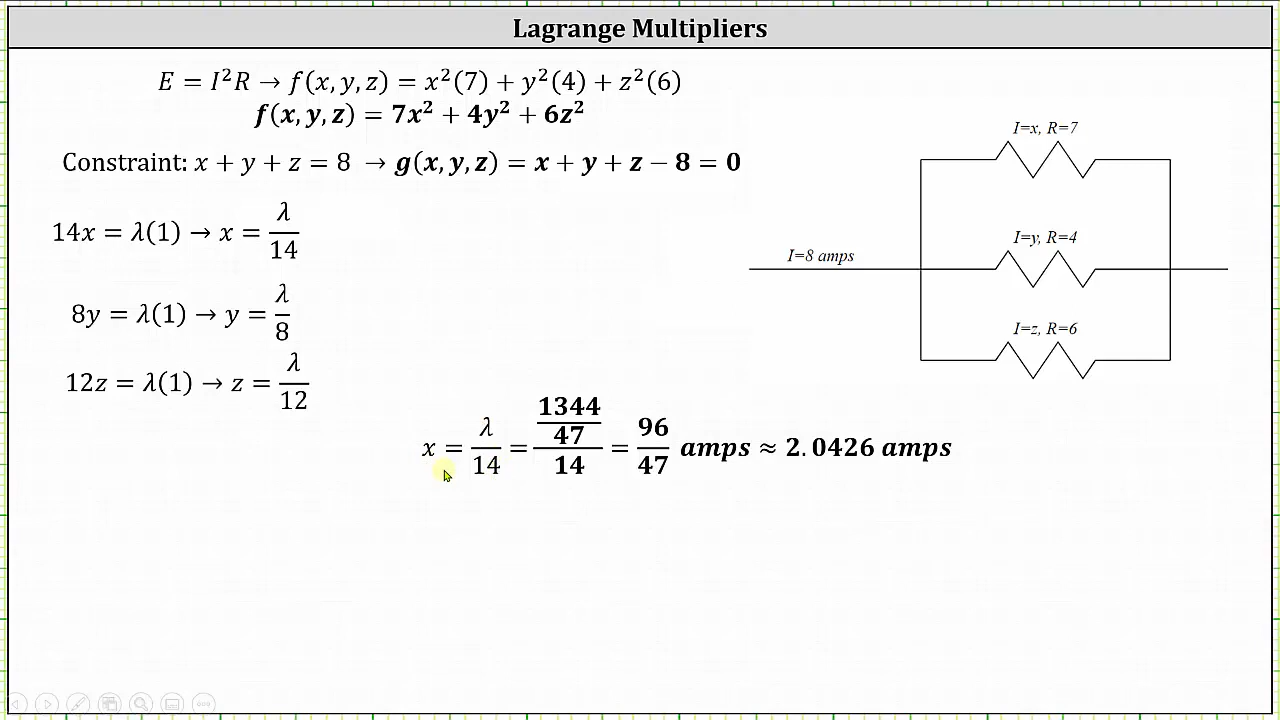 Lagrange Multipliers
E = I²R → f(x, y, z) = x²(7) + y²(4) + z²(6)
f(x, y, z) = 7x² + 4y² + 6z²
Constraint: x + y + z = 8 → g(x, y, z) = x + y + z − 8 = 0
14x = λ(1) → x = λ/14
8y = λ(1) → y = λ/8
12z = λ(1) → z = λ/12
x = λ/14 = (1344/47)/14 = 96/47 amps ≈ 2.0426 amps
I=x, R=7
I=8 amps
I=y, R=4
I=z, R=6